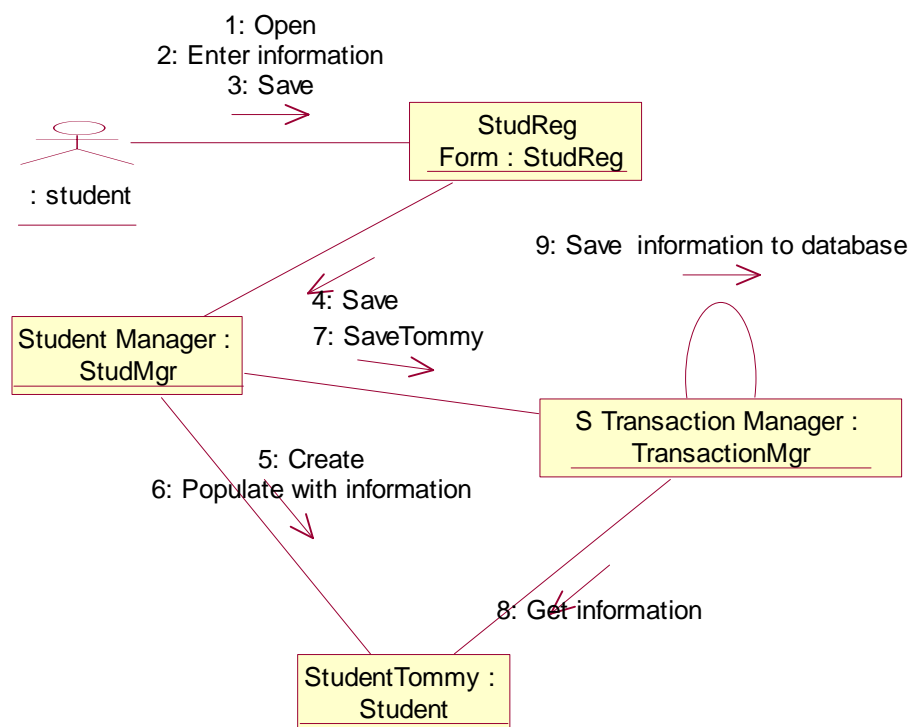 1: Open
2: Enter information
3: Save
StudReg
Form : StudReg
: student
9: Save information to database
4: Save
7: SaveTommy
Student Manager :
StudMgr
S Transaction Manager :
TransactionMgr
5: Create
6: Populate with information
8: Get information
StudentTommy :
Student